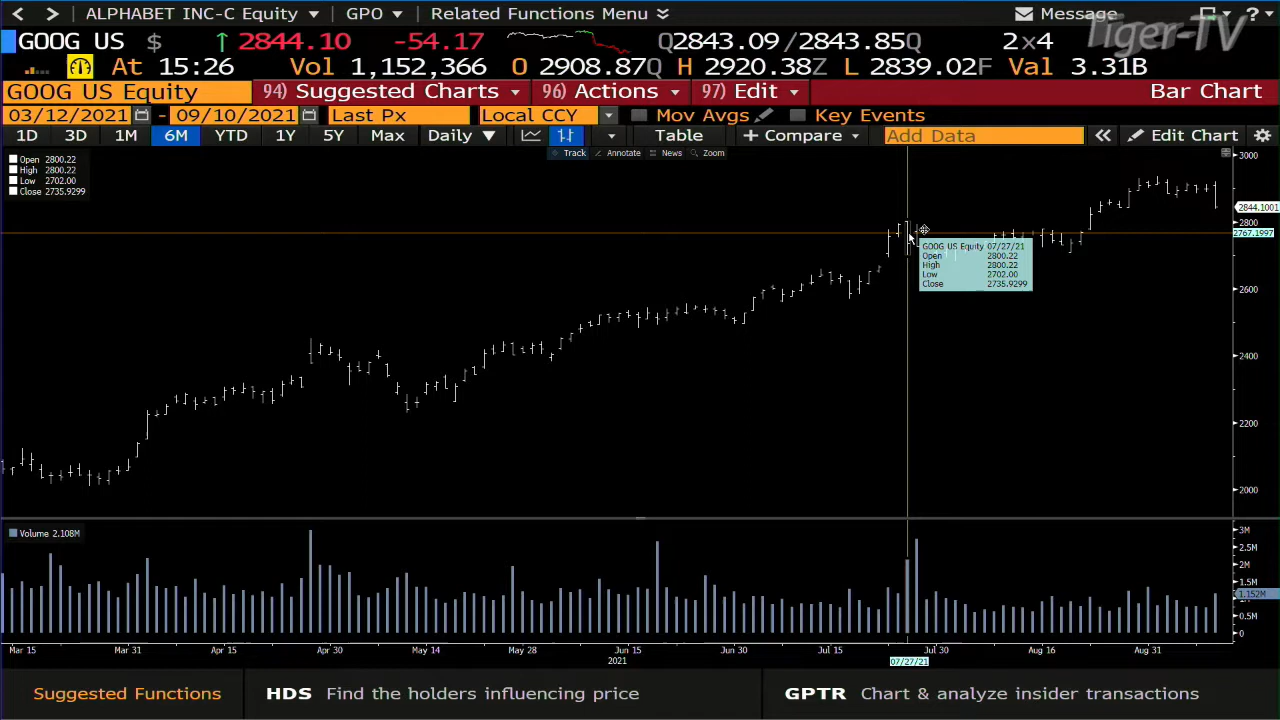 < > ALPHABET INC-C Equity GPO Related Functions Menu Message ?
Tiger-TV
GOOG US $ ↑ 2844.10 -54.17 Q2843.09/2843.85Q 2×4
At 15:26 Vol 1,152,366 O 2908.87Q H 2920.38Z L 2839.02F Val 3.31B
GOOG US Equity 94) Suggested Charts 96) Actions 97) Edit Bar Chart
03/12/2021 - 09/10/2021 Last Px Local CCY Mov Avgs Key Events
1D 3D 1M 6M YTD 1Y 5Y Max Daily ▼ Table + Compare Add Data « Edit Chart
Track Annotate News Zoom
Open 2800.22
High 2800.22
Low 2702.00
Close 2735.9299
3000
2844.1001
2800
2767.1997
2600
2400
2200
2000
GOOG US Equity 07/27/21
Open 2800.22
High 2800.22
Low 2702.00
Close 2735.9299
Volume 2.108M
3M
2.5M
2M
1.5M
1.152M
0.5M
0
Mar 15 Mar 31 Apr 15 Apr 30 May 14 May 28 Jun 15 Jun 30 Jul 15 Jul 30 Aug 16 Aug 31
2021
07/27/21
Suggested Functions HDS Find the holders influencing price GPTR Chart & analyze insider transactions